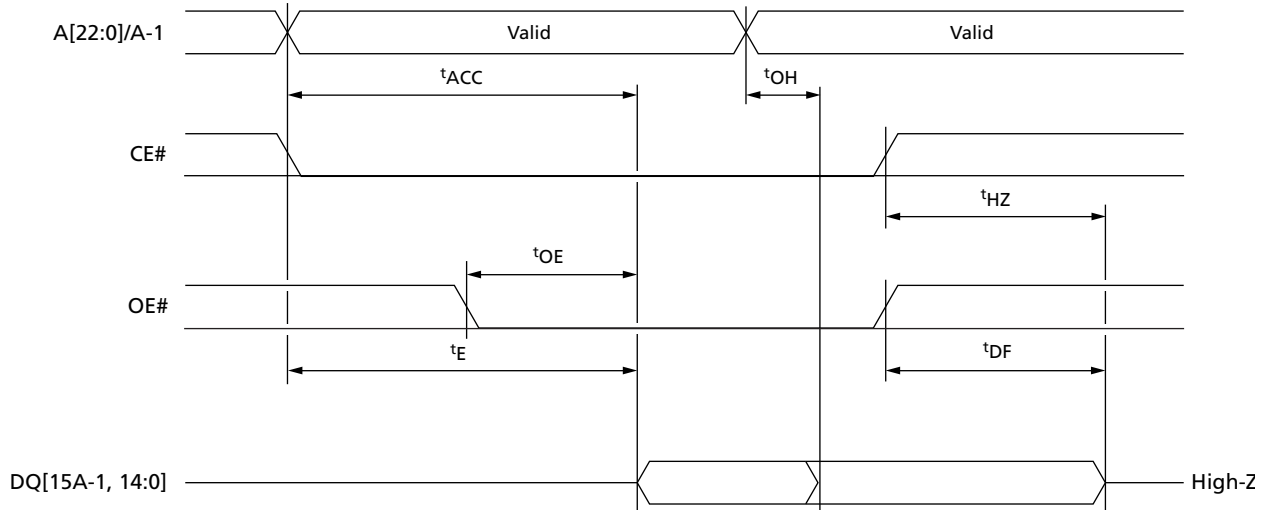 A[22:0]/A-1
Valid
Valid
tACC
tOH
CE#
tHZ
tOE
OE#
tE
tDF
DQ[15A-1, 14:0]
High-Z